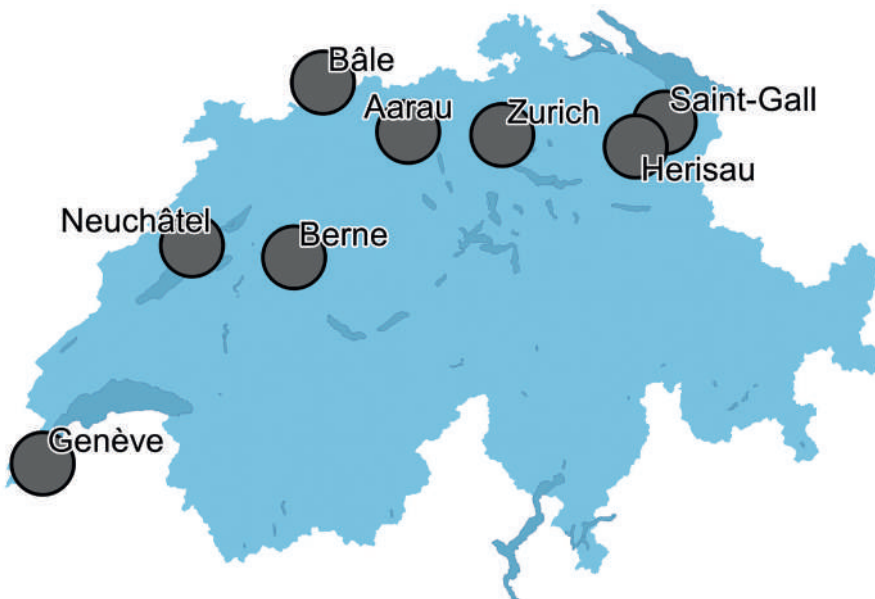 Bâle
Aarau
Zurich
Saint-Gall
Herisau
Neuchâtel
Berne
Genève